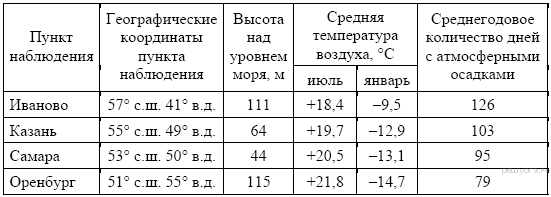 Пункт наблюдения
Географические координаты пункта наблюдения
Высота над уровнем моря, м
Средняя температура воздуха, °С
Среднегодовое количество дней с атмосферными осадками
июль январь
Иваново 57° с.ш. 41° в.д. 111 +18,4 –9,5 126
Казань 55° с.ш. 49° в.д. 64 +19,7 –12,9 103
Самара 53° с.ш. 50° в.д. 44 +20,5 –13,1 95
Оренбург 51° с.ш. 55° в.д. 115 +21,8 –14,7 79